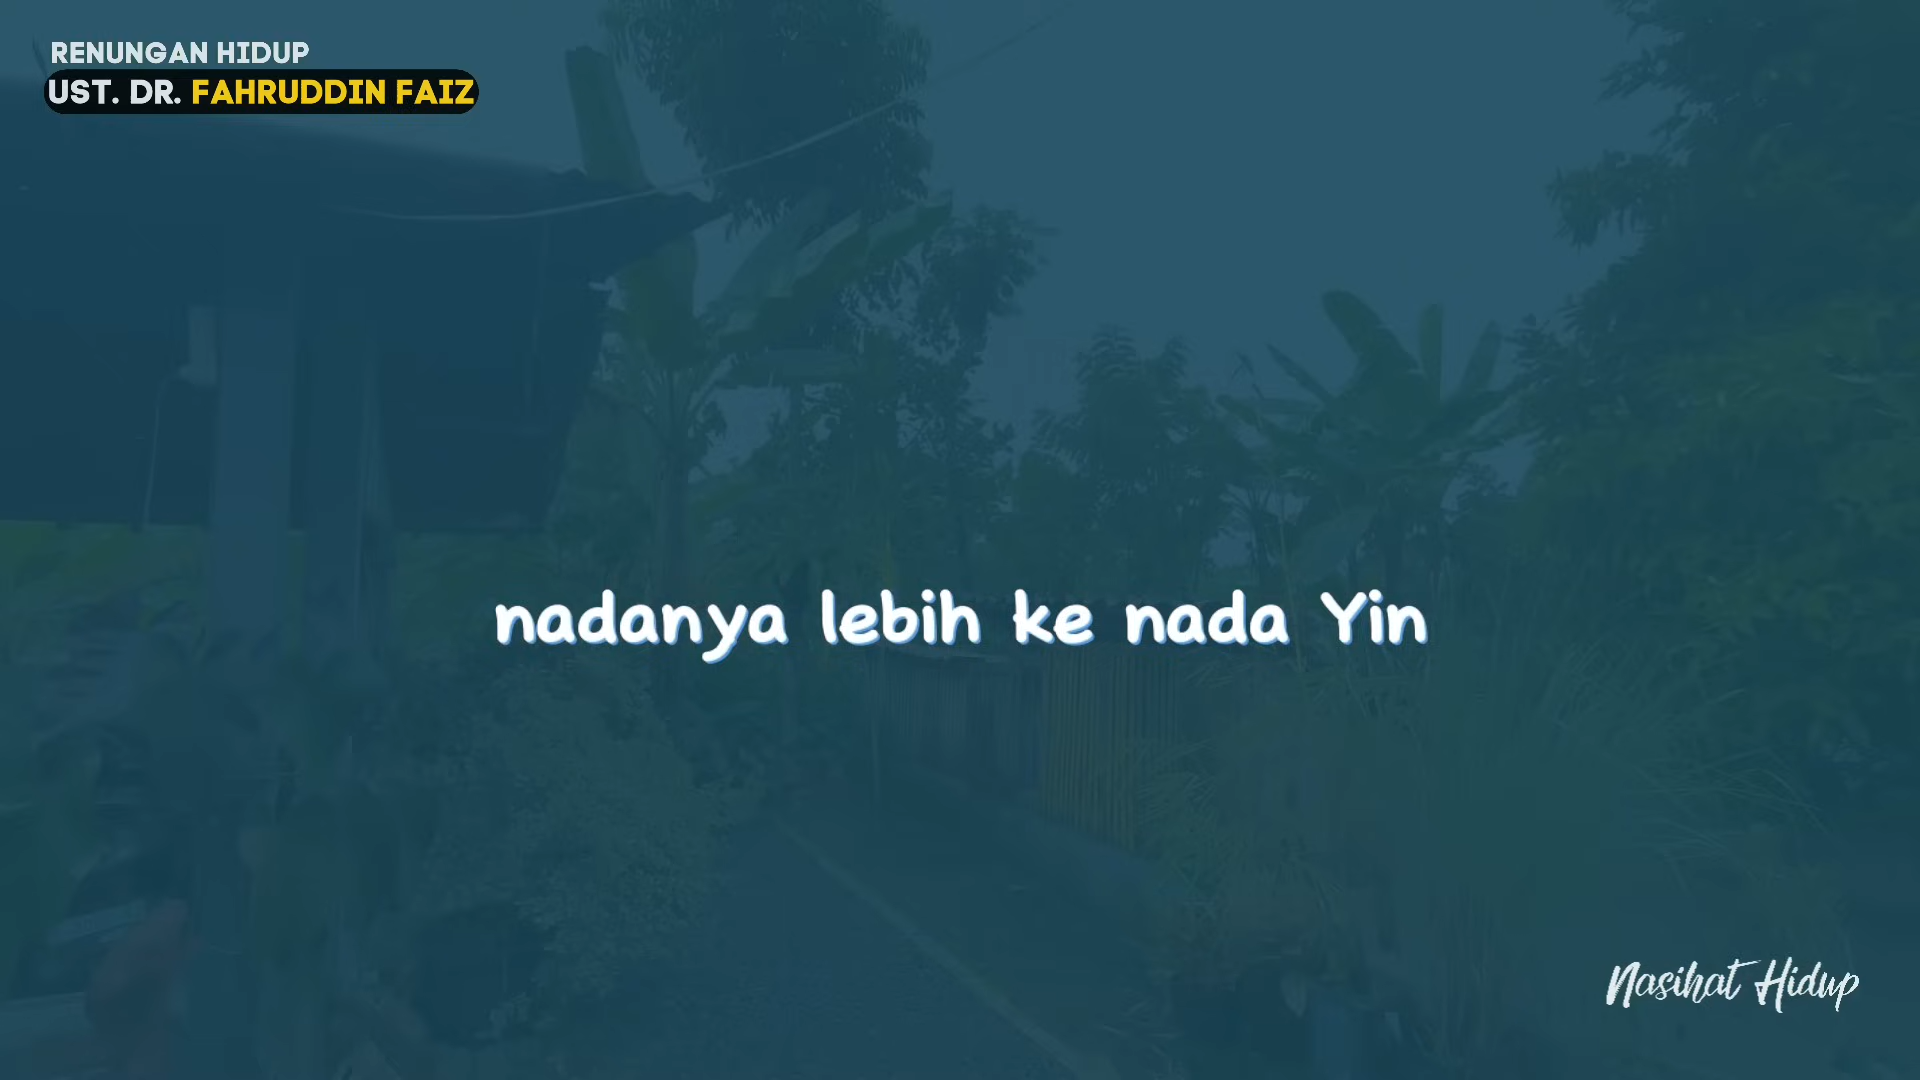 RENUNGAN HIDUP
UST. DR. FAHRUDDIN FAIZ
nadanya lebih ke nada Yin
Nasihat Hidup